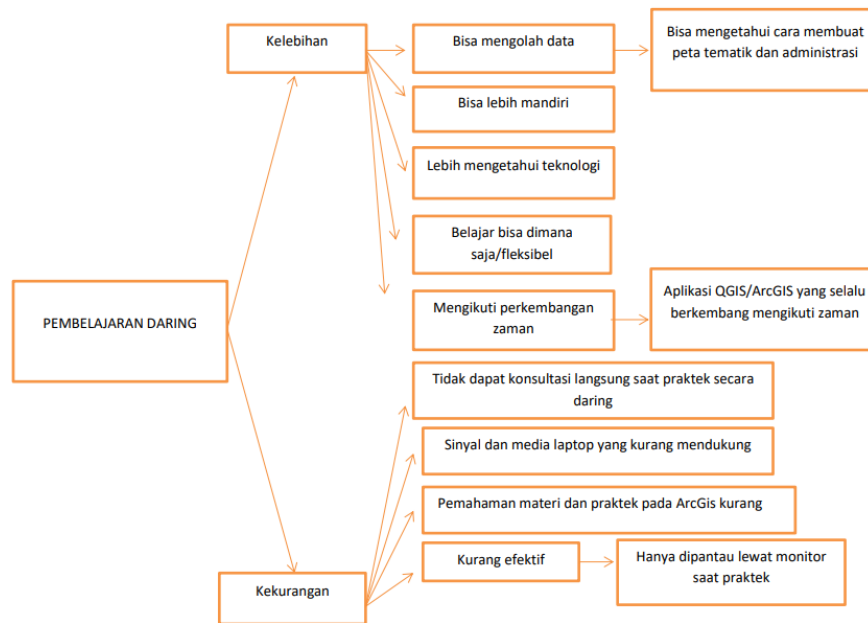 Kelebihan
Bisa mengolah data
Bisa mengetahui cara membuat
peta tematik dan administrasi
Bisa lebih mandiri
Lebih mengetahui teknologi
Belajar bisa dimana
saja/fleksibel
Mengikuti perkembangan
zaman
Aplikasi QGIS/ArcGIS yang selalu
berkembang mengikuti zaman
PEMBELAJARAN DARING
Tidak dapat konsultasi langsung saat praktek secara
daring
Sinyal dan media laptop yang kurang mendukung
Pemahaman materi dan praktek pada ArcGis kurang
Kurang efektif
Hanya dipantau lewat monitor
saat praktek
Kekurangan